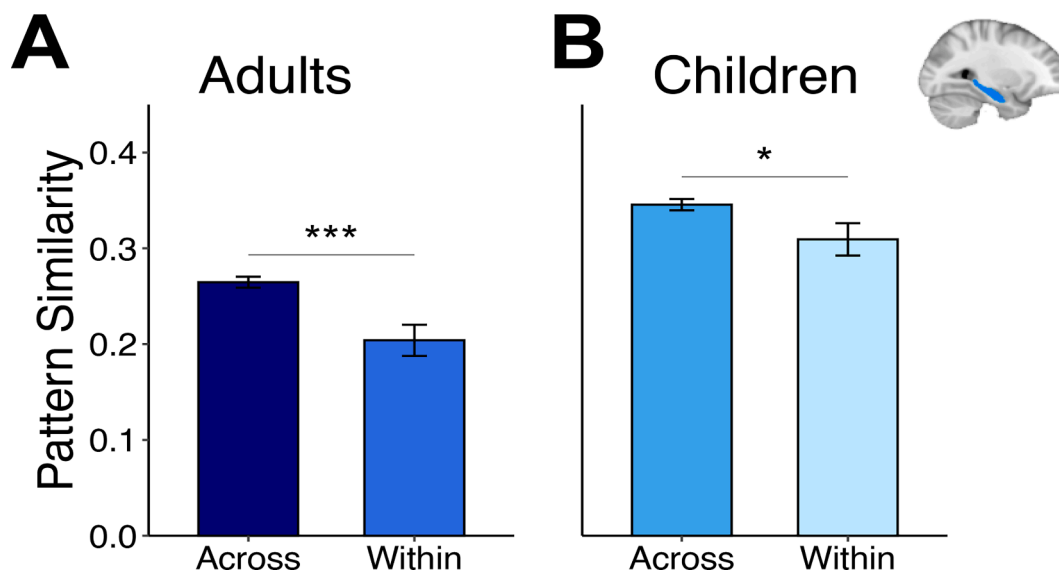 A
Adults
Pattern Similarity
0.4
0.3
0.2
0.1
0.0
***
Across
Within
B
Children
*
Across
Within